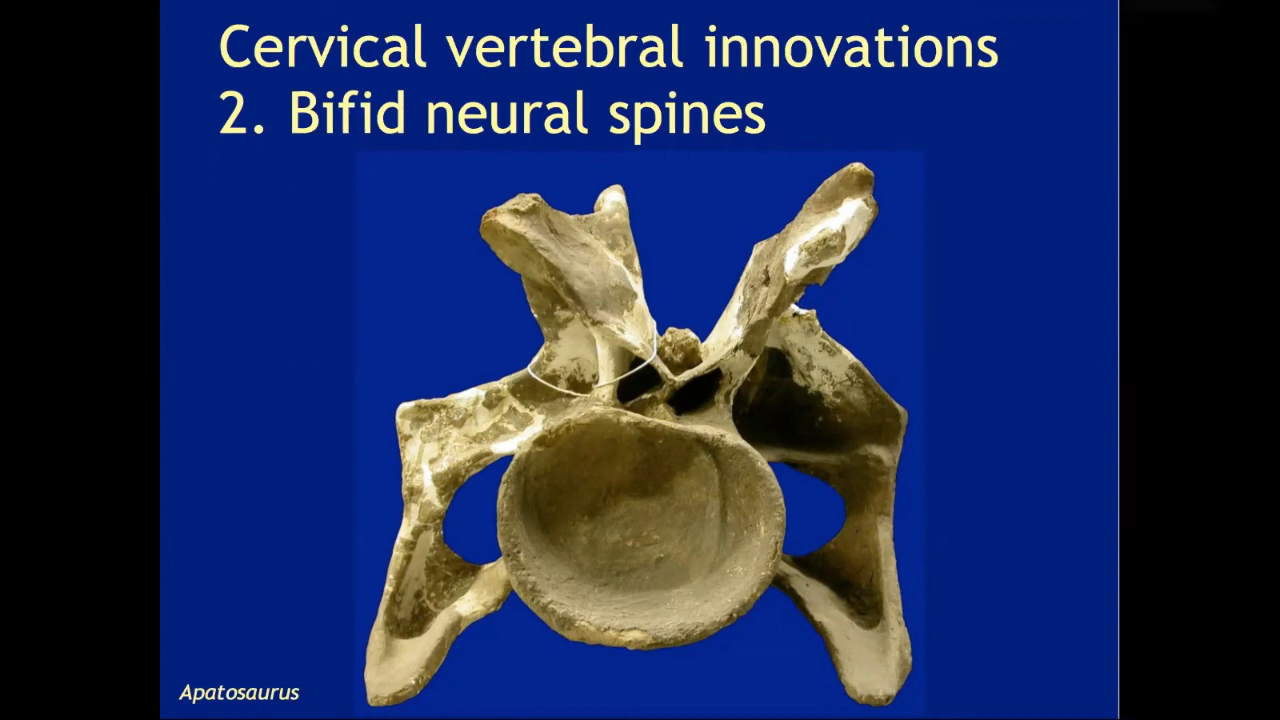 Cervical vertebral innovations
2. Bifid neural spines
Apatosaurus